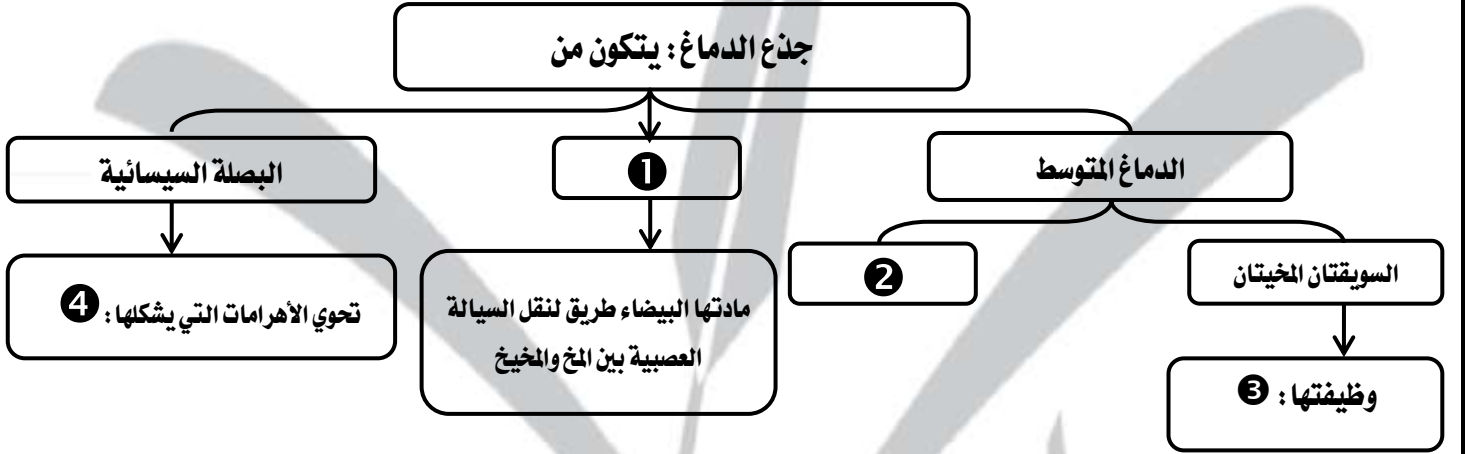 جذع الدماغ : يتكون من
الدماغ المتوسط
❶
البصلة السيسائية
السويقتان المخيتان
❷
مادتها البيضاء طريق لنقل السيالة
العصبية بين المخ والمخيخ
تحوي الأهرامات التي يشكلها : ❹
وظيفتها : ❸